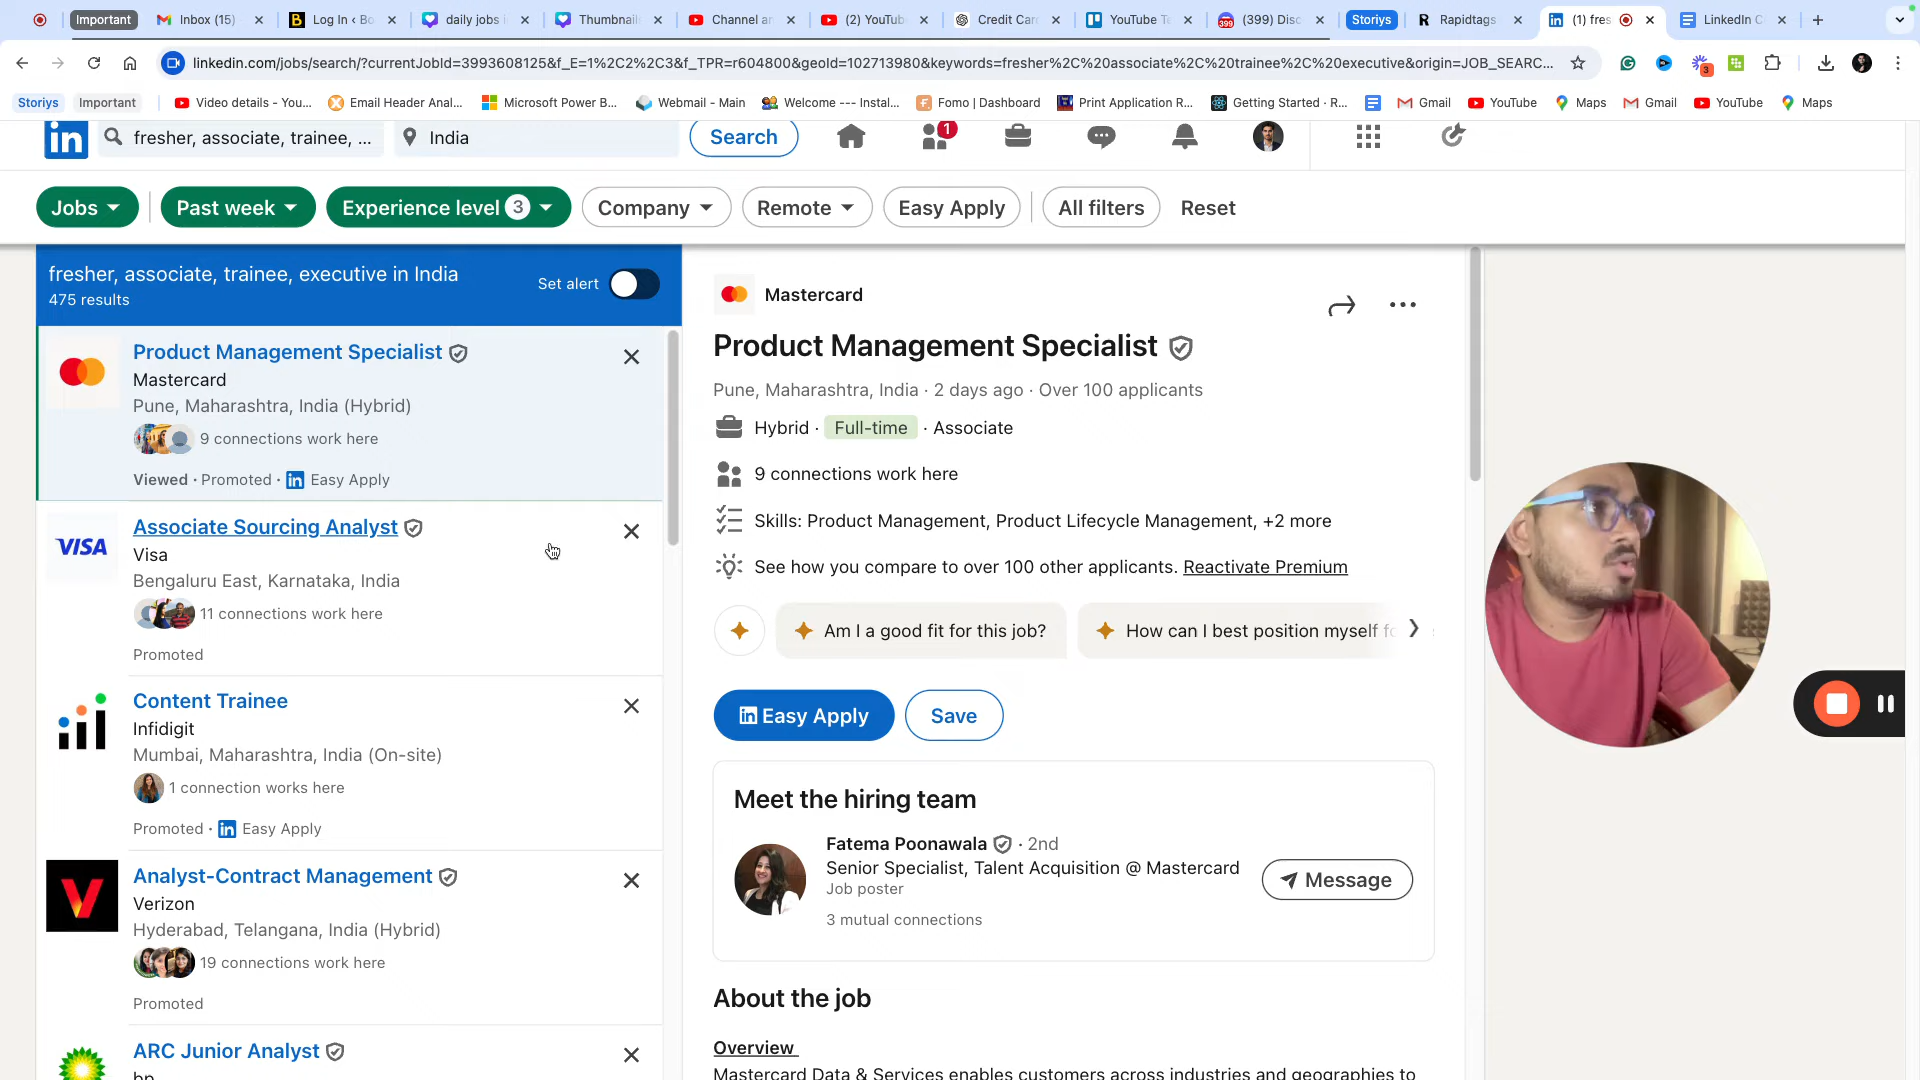 Important
Inbox (15)
Log In ‹ Bo
daily jobs i
Thumbnail
Channel an
(2) YouTub
Credit Car
YouTube Te
(399) Disc
Storiys
Rapidtags
(1) fres
LinkedIn C
linkedin.com/jobs/search/?currentJobId=3993608125&f_E=1%2C2%2C3&f_TPR=r604800&geoId=102713980&keywords=fresher%2C%20associate%2C%20trainee%2C%20executive&origin=JOB_SEARC...
3
Storiys
Important
Video details - You...
Email Header Anal...
Microsoft Power B...
Webmail - Main
Welcome --- Instal...
Fomo | Dashboard
Print Application R...
Getting Started · R...
Gmail
YouTube
Maps
Gmail
YouTube
Maps
in
fresher, associate, trainee, ...
India
Search
1
Jobs
Past week
Experience level 3
Company
Remote
Easy Apply
All filters
Reset
fresher, associate, trainee, executive in India
475 results
Set alert
Product Management Specialist
Mastercard
Pune, Maharashtra, India (Hybrid)
9 connections work here
Viewed · Promoted · in Easy Apply
VISA
Associate Sourcing Analyst
Visa
Bengaluru East, Karnataka, India
11 connections work here
Promoted
Content Trainee
Infidigit
Mumbai, Maharashtra, India (On-site)
1 connection works here
Promoted · in Easy Apply
Analyst-Contract Management
Verizon
Hyderabad, Telangana, India (Hybrid)
19 connections work here
Promoted
ARC Junior Analyst
bp
Mastercard
Product Management Specialist
Pune, Maharashtra, India · 2 days ago · Over 100 applicants
Hybrid · Full-time · Associate
9 connections work here
Skills: Product Management, Product Lifecycle Management, +2 more
See how you compare to over 100 other applicants. Reactivate Premium
Am I a good fit for this job?
How can I best position myself fo
in Easy Apply
Save
Meet the hiring team
Fatema Poonawala · 2nd
Senior Specialist, Talent Acquisition @ Mastercard
Job poster
3 mutual connections
Message
About the job
Overview
Mastercard Data & Services enables customers across industries and geographies to